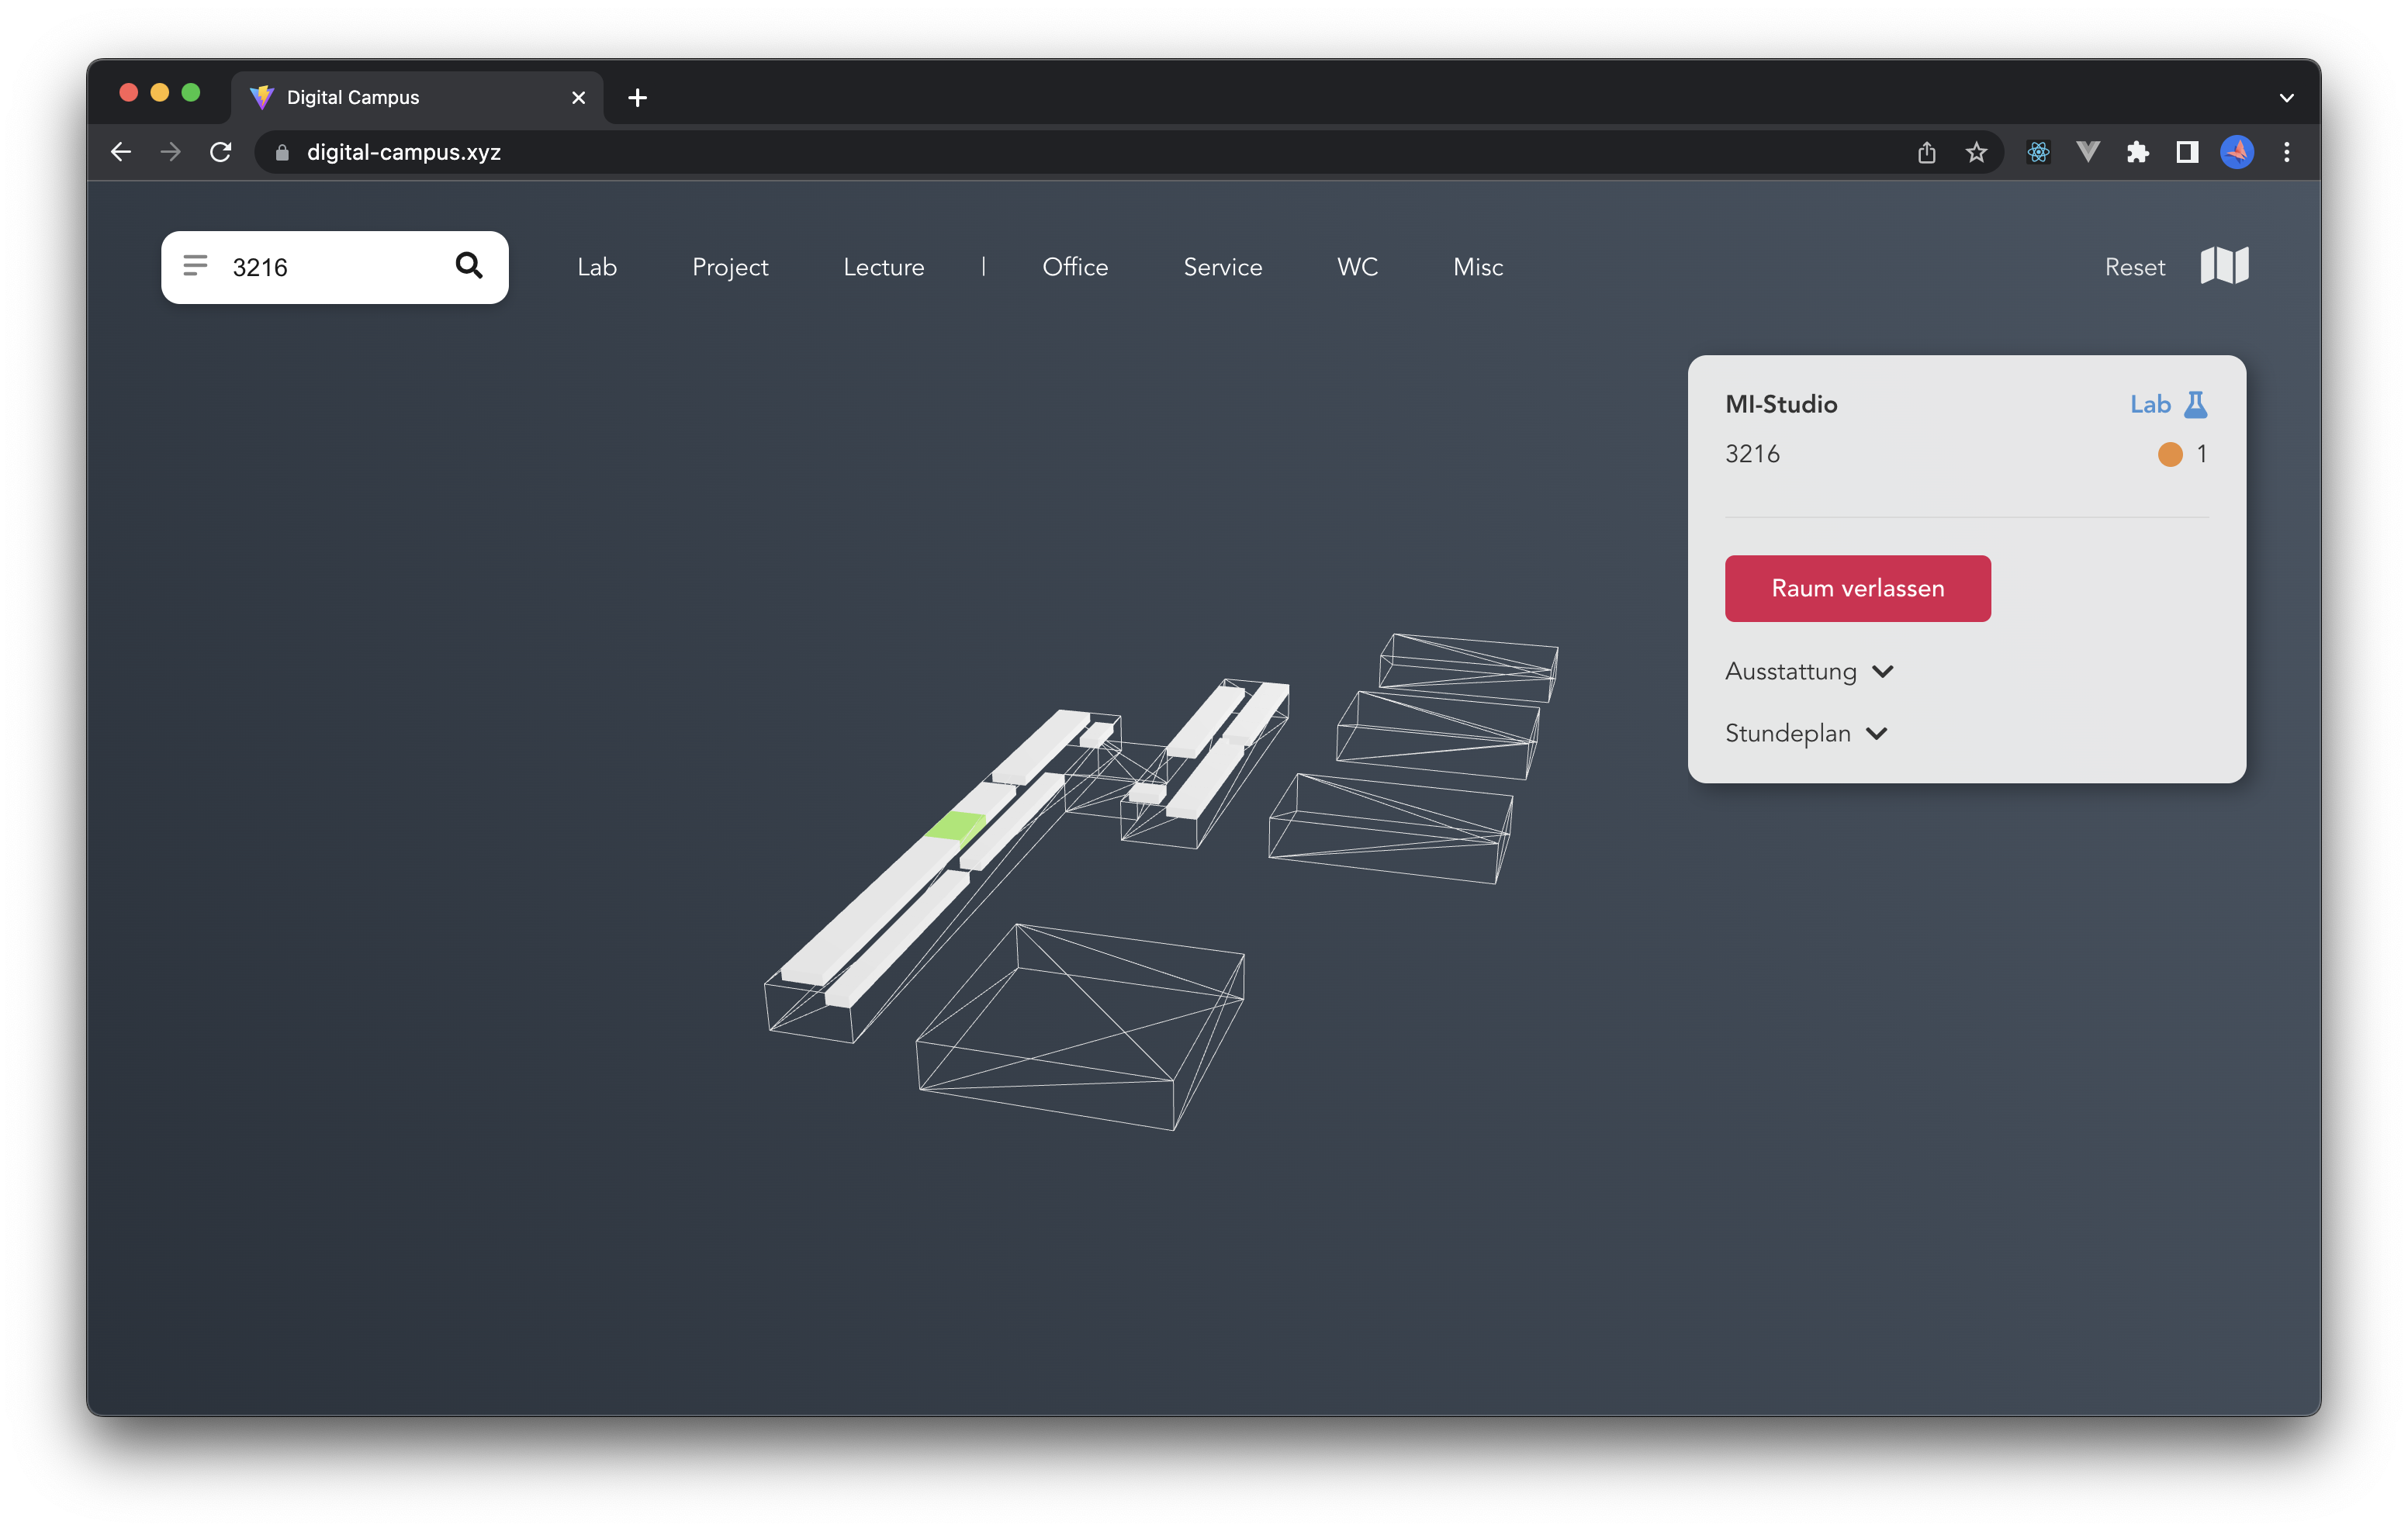 Digital Campus
digital-campus.xyz
3216
Lab Project Lecture | Office Service WC Misc
Reset
MI-Studio Lab
3216 1
Raum verlassen
Ausstattung
Stundeplan